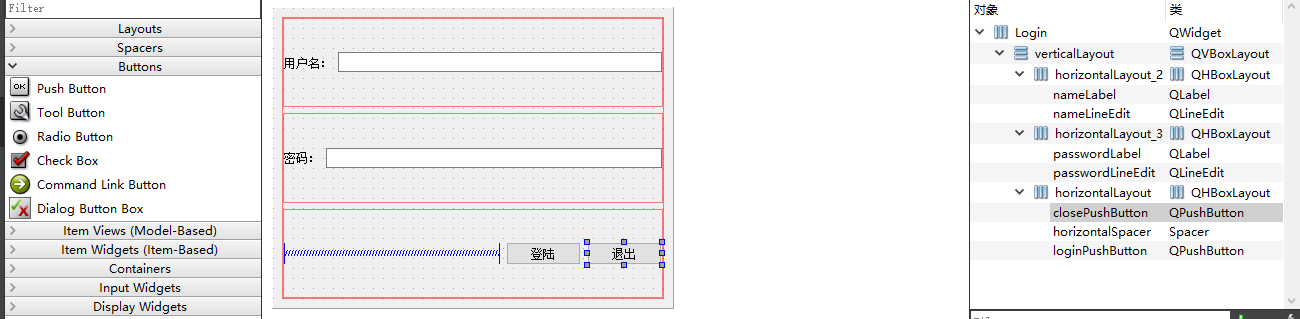 Filter
Layouts
Spacers
Buttons
OK Push Button
Tool Button
Radio Button
Check Box
Command Link Button
Dialog Button Box
Item Views (Model-Based)
Item Widgets (Item-Based)
Containers
Input Widgets
Display Widgets
用户名：
密码：
登陆 退出
对象 类
Login QWidget
verticalLayout QVBoxLayout
horizontalLayout_2 QHBoxLayout
nameLabel QLabel
nameLineEdit QLineEdit
horizontalLayout_3 QHBoxLayout
passwordLabel QLabel
passwordLineEdit QLineEdit
horizontalLayout QHBoxLayout
closePushButton QPushButton
horizontalSpacer Spacer
loginPushButton QPushButton